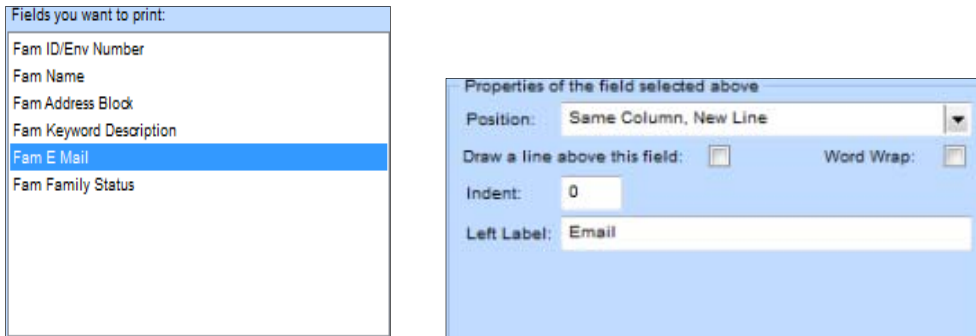 Fields you want to print:
Fam ID/Env Number
Fam Name
Fam Address Block
Fam Keyword Description
Fam E Mail
Fam Family Status
Properties of the field selected above
Position: Same Column, New Line
Draw a line above this field: Word Wrap:
Indent: 0
Left Label: Email